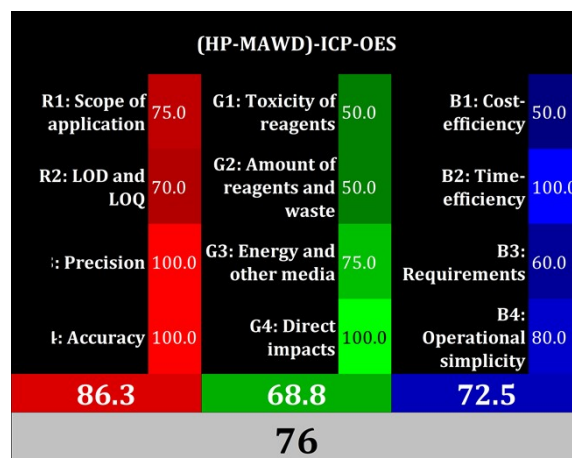 (HP-MAWD)-ICP-OES
R1: Scope of
application
75.0
R2: LOD and
LOQ
70.0
: Precision
100.0
: Accuracy
100.0
86.3
G1: Toxicity of
reagents
50.0
G2: Amount of
reagents and
waste
50.0
G3: Energy and
other media
75.0
G4: Direct
impacts
100.0
68.8
B1: Cost-
efficiency
50.0
B2: Time-
efficiency
100.0
B3:
Requirements
60.0
B4:
Operational
simplicity
80.0
72.5
76